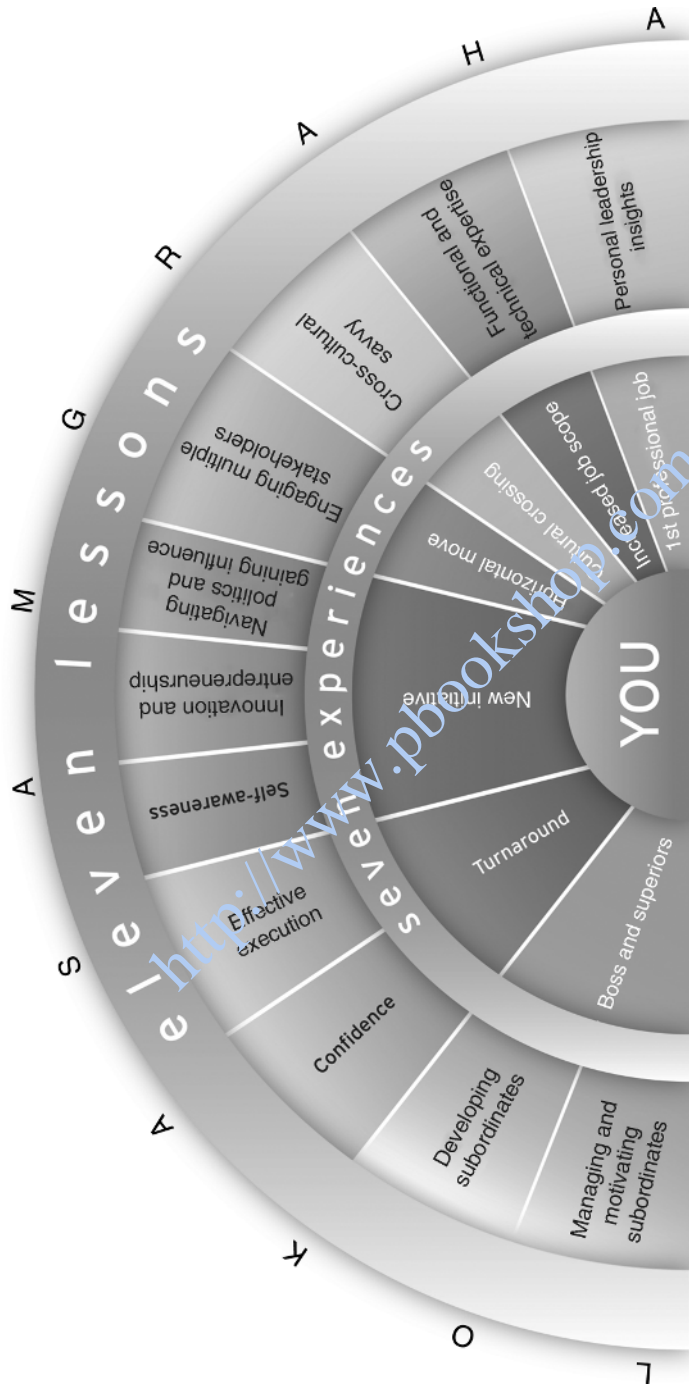 LOKASAMGRAHA
eleven lessons
Managing and
motivating
subordinates
Developing
subordinates
Confidence
Effective
execution
Self-awareness
Innovation and
entrepreneurship
Navigating
politics and
gaining influence
Engaging multiple
stakeholders
Cross-cultural
savvy
Functional and
technical expertise
Personal leadership
insights
seven experiences
Boss and superiors
Turnaround
New initiative
Horizontal move
Cultural crossing
Increased job scope
1st professional job
YOU
http://www.pbookshop.com